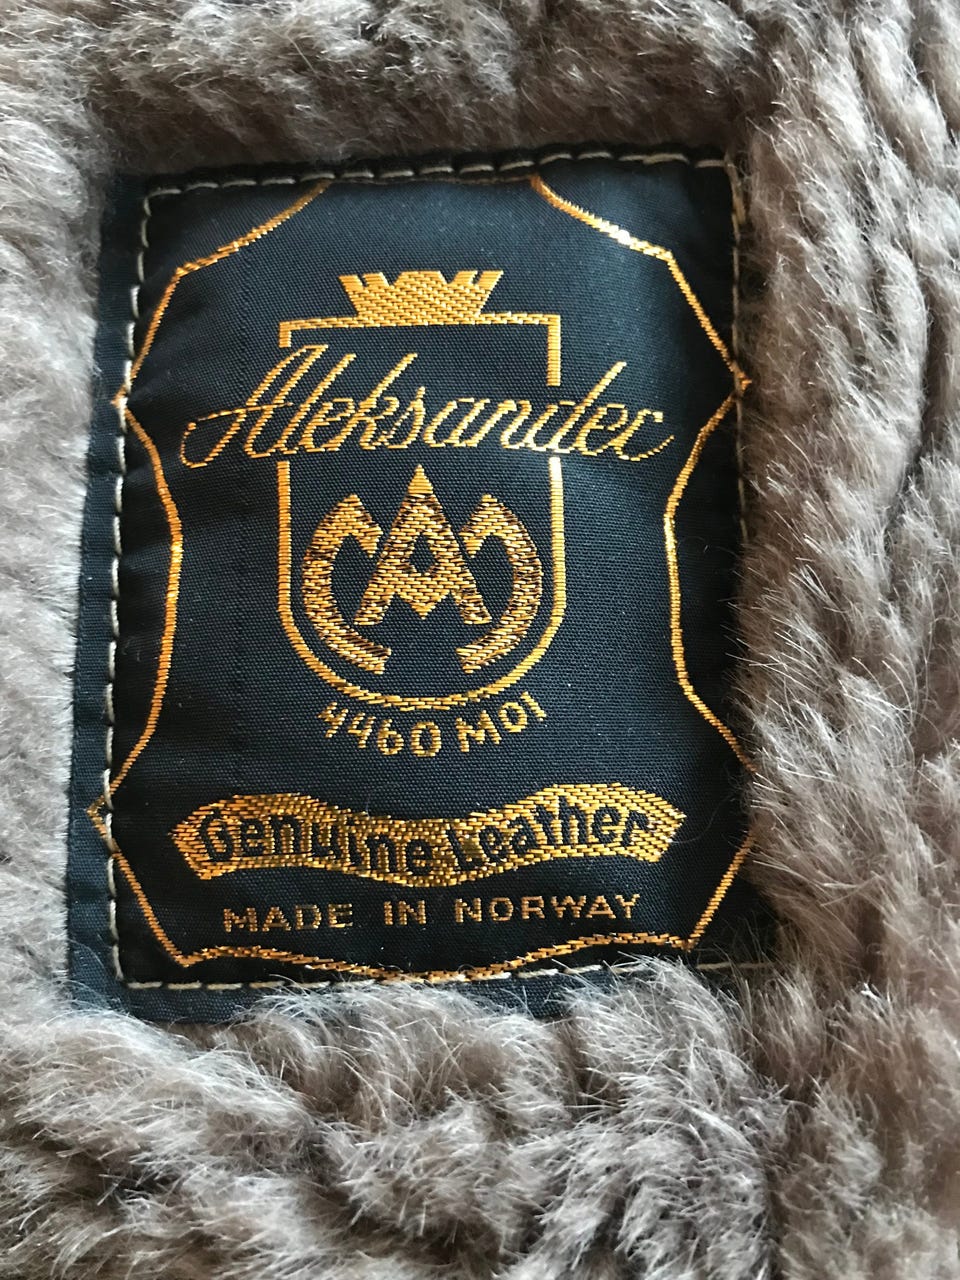 Aleksander
A
4460 MOI
Genuine Leather
MADE IN NORWAY